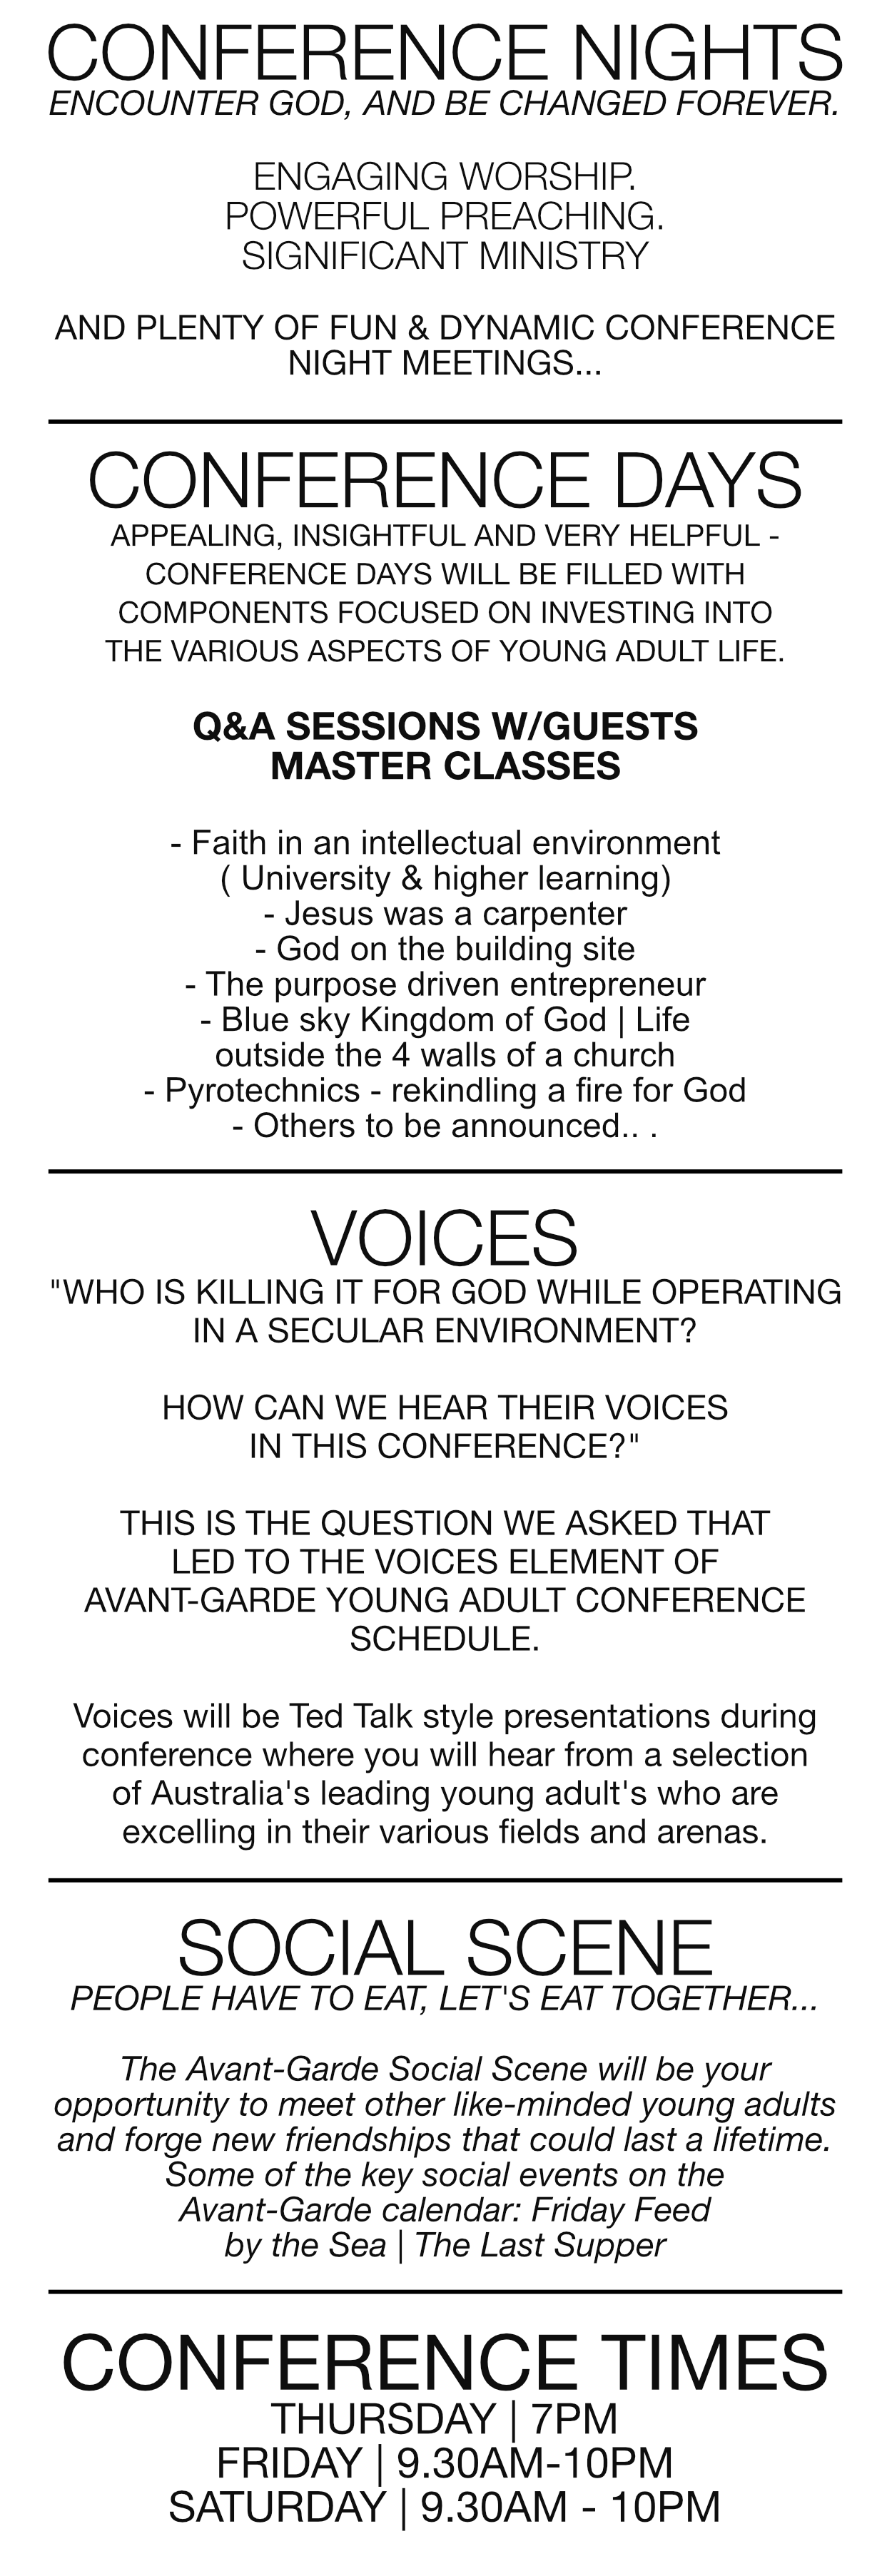 CONFERENCE NIGHTS
ENCOUNTER GOD, AND BE CHANGED FOREVER.
ENGAGING WORSHIP.
POWERFUL PREACHING.
SIGNIFICANT MINISTRY
AND PLENTY OF FUN & DYNAMIC CONFERENCE
NIGHT MEETINGS...
CONFERENCE DAYS
APPEALING, INSIGHTFUL AND VERY HELPFUL -
CONFERENCE DAYS WILL BE FILLED WITH
COMPONENTS FOCUSED ON INVESTING INTO
THE VARIOUS ASPECTS OF YOUNG ADULT LIFE.
Q&A SESSIONS W/GUESTS
MASTER CLASSES
- Faith in an intellectual environment
( University & higher learning)
- Jesus was a carpenter
- God on the building site
- The purpose driven entrepreneur
- Blue sky Kingdom of God | Life
outside the 4 walls of a church
- Pyrotechnics - rekindling a fire for God
- Others to be announced.. .
VOICES
"WHO IS KILLING IT FOR GOD WHILE OPERATING
IN A SECULAR ENVIRONMENT?
HOW CAN WE HEAR THEIR VOICES
IN THIS CONFERENCE?"
THIS IS THE QUESTION WE ASKED THAT
LED TO THE VOICES ELEMENT OF
AVANT-GARDE YOUNG ADULT CONFERENCE
SCHEDULE.
Voices will be Ted Talk style presentations during
conference where you will hear from a selection
of Australia's leading young adult's who are
excelling in their various fields and arenas.
SOCIAL SCENE
PEOPLE HAVE TO EAT, LET'S EAT TOGETHER...
The Avant-Garde Social Scene will be your
opportunity to meet other like-minded young adults
and forge new friendships that could last a lifetime.
Some of the key social events on the
Avant-Garde calendar: Friday Feed
by the Sea | The Last Supper
CONFERENCE TIMES
THURSDAY | 7PM
FRIDAY | 9.30AM-10PM
SATURDAY | 9.30AM - 10PM